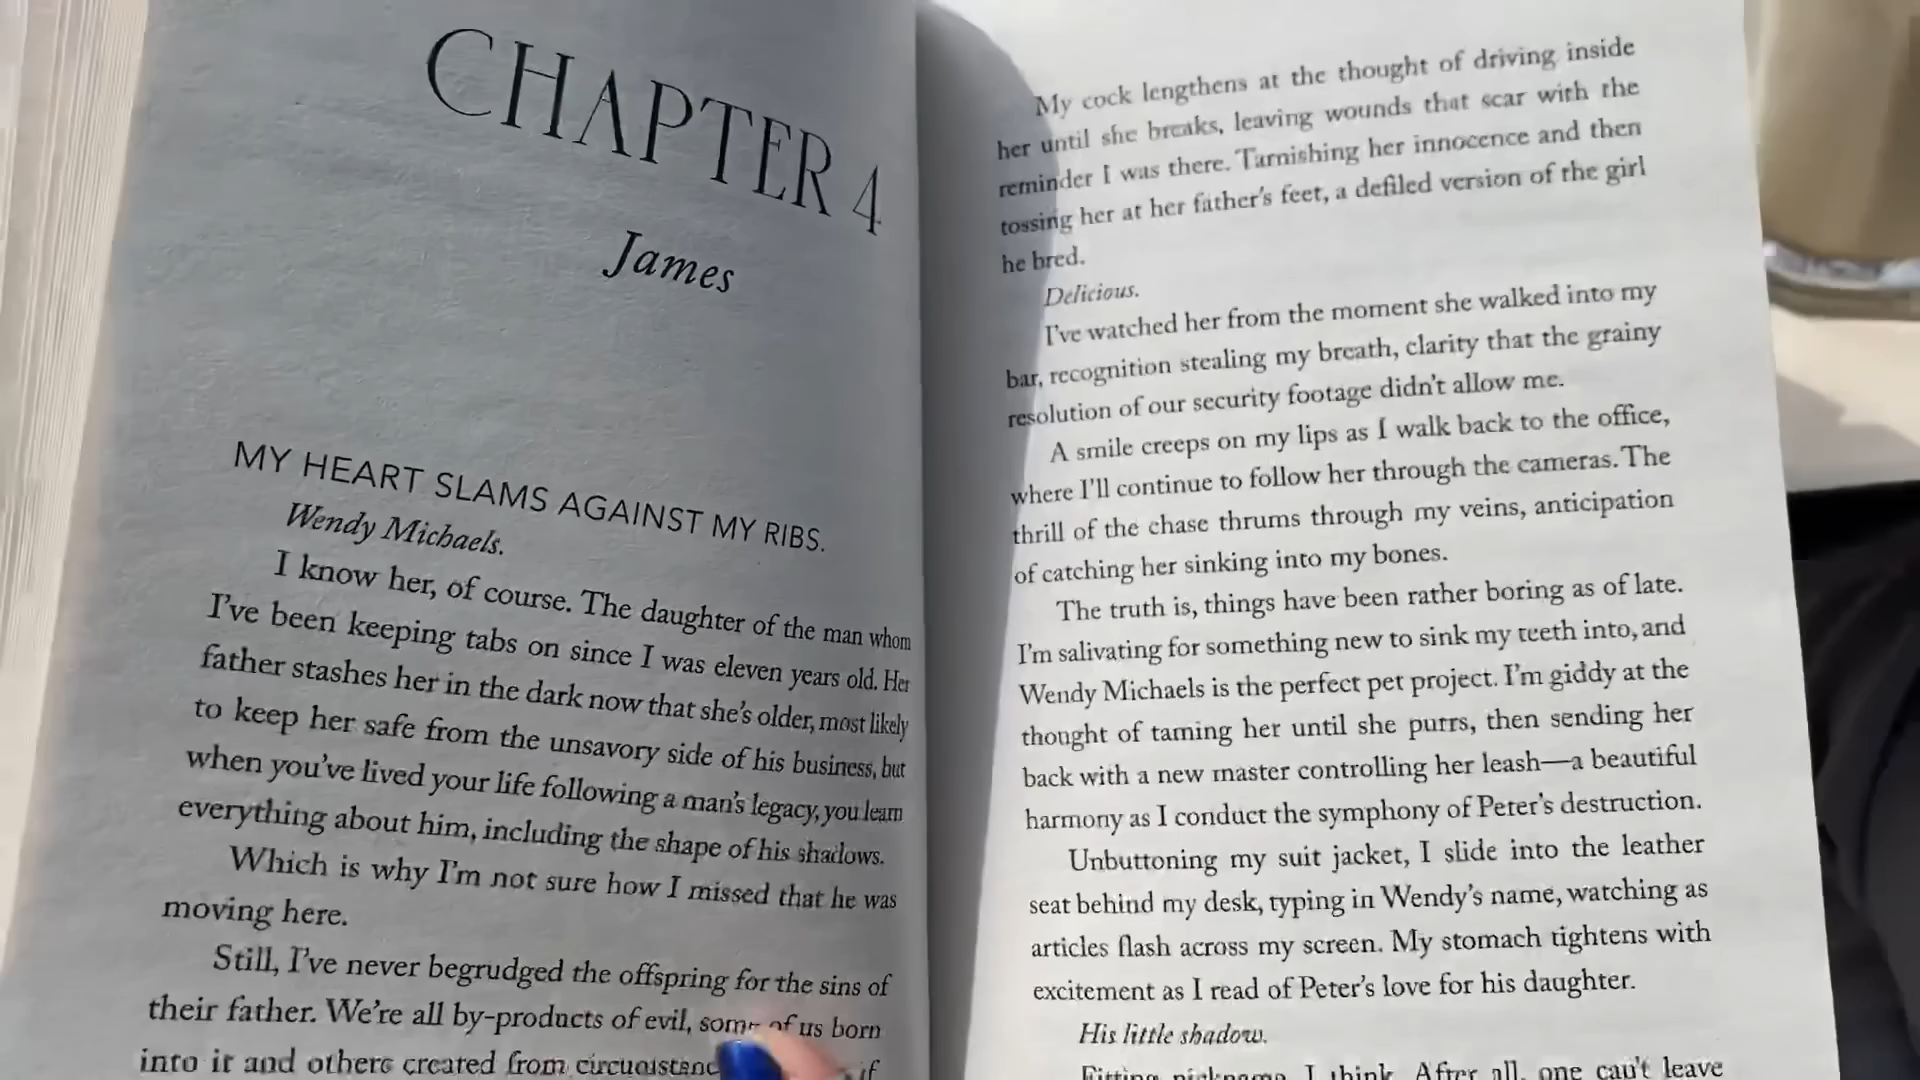 CHAPTER 4
James
MY HEART SLAMS AGAINST MY RIBS.
Wendy Michaels.
I know her, of course. The daughter of the man whom
I've been keeping tabs on since I was eleven years old. Her
father stashes her in the dark now that she's older, most likely
to keep her safe from the unsavory side of his business, but
when you've lived your life following a man's legacy, you learn
everything about him, including the shape of his shadows.
Which is why I'm not sure how I missed that he was
moving here.
Still, I've never begrudged the offspring for the sins of
their father. We're all by-products of evil, some of us born
into it and others created from if
My cock lengthens at the thought of driving inside
her until she breaks, leaving wounds that scar with the
reminder I was there. Tarnishing her innocence and then
tossing her at her father's feet, a defiled version of the girl
he bred.
Delicious.
I've watched her from the moment she walked into my
bar, recognition stealing my breath, clarity that the grainy
resolution of our security footage didn't allow me.
A smile creeps on my lips as I walk back to the office,
where I'll continue to follow her through the cameras. The
thrill of the chase thrums through my veins, anticipation
of catching her sinking into my bones.
The truth is, things have been rather boring as of late.
I'm salivating for something new to sink my teeth into, and
Wendy Michaels is the perfect pet project. I'm giddy at the
thought of taming her until she purrs, then sending her
back with a new master controlling her leash—a beautiful
harmony as I conduct the symphony of Peter's destruction.
Unbuttoning my suit jacket, I slide into the leather
seat behind my desk, typing in Wendy's name, watching as
articles flash across my screen. My stomach tightens with
excitement as I read of Peter's love for his daughter.
His little shadow.
Fitting nickname, I think. After all, one can't leave